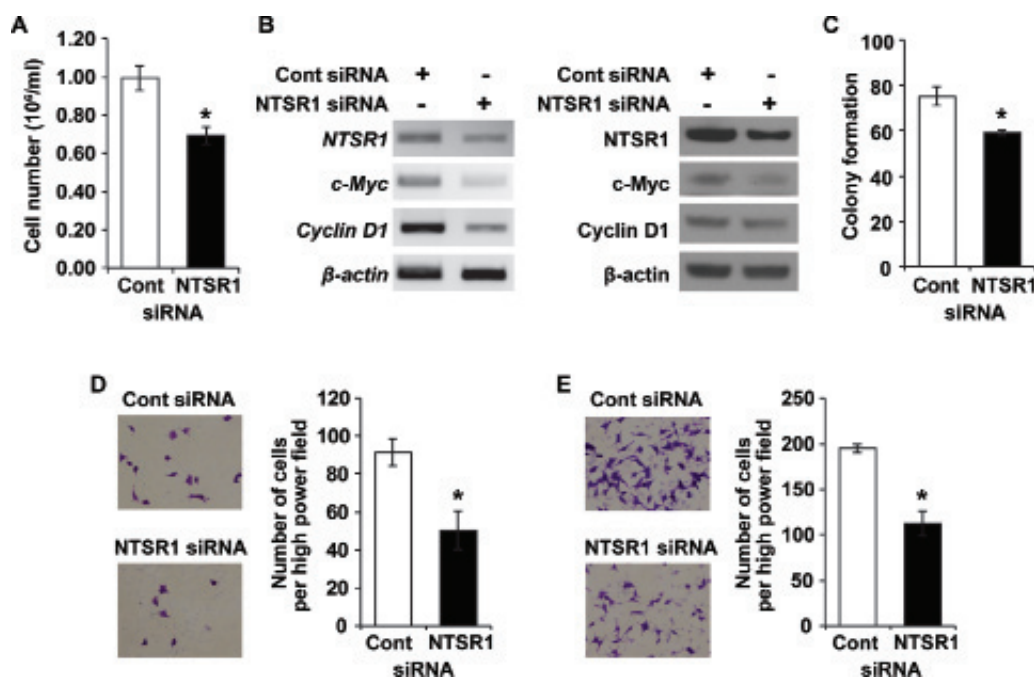 A
Cell number (10⁶/ml)
1.20
1.00
0.80
0.60
0.40
0.20
0.00
*
Cont NTSR1
siRNA
B
Cont siRNA + -
NTSR1 siRNA - +
NTSR1
c-Myc
Cyclin D1
β-actin
Cont siRNA + -
NTSR1 siRNA - +
NTSR1
c-Myc
Cyclin D1
β-actin
C
Colony formation
100
80
60
40
20
0
*
Cont NTSR1
siRNA
D
Cont siRNA
NTSR1 siRNA
Number of cells
per high power field
120
100
80
60
40
20
0
*
Cont NTSR1
siRNA
E
Cont siRNA
NTSR1 siRNA
Number of cells
per high power field
250
200
150
100
50
0
*
Cont NTSR1
siRNA